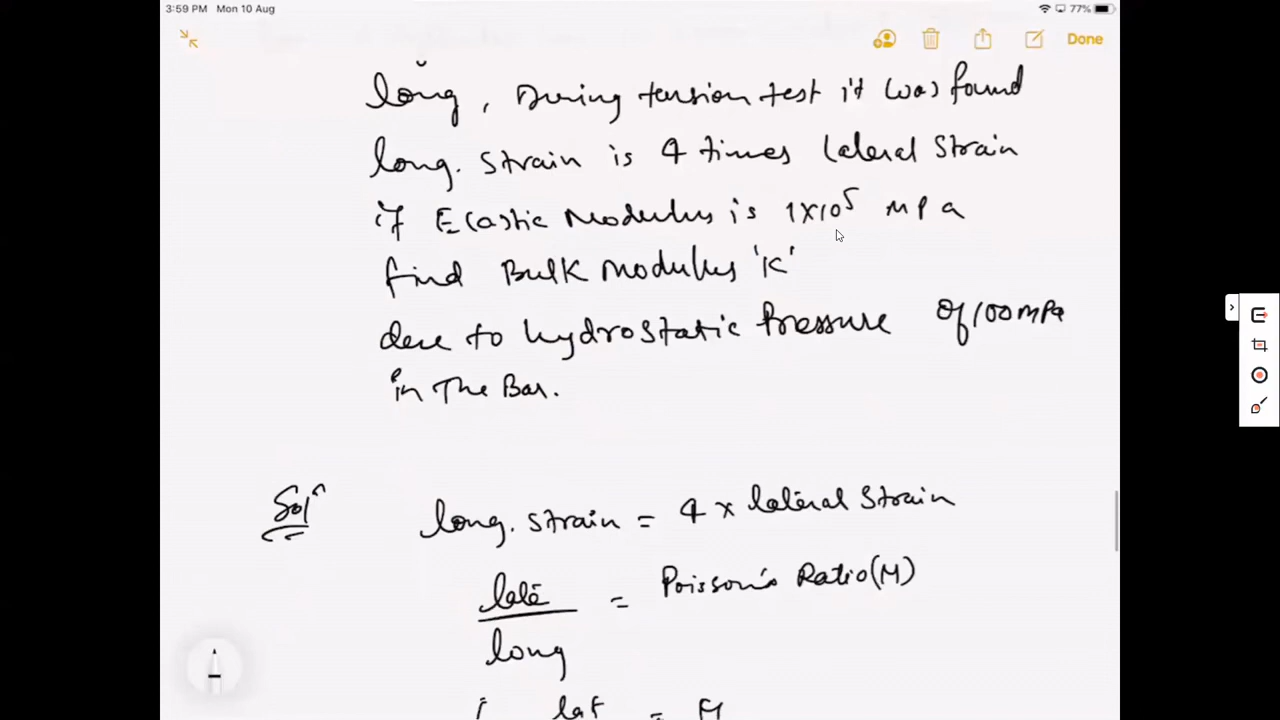 3:59 PM Mon 10 Aug
77%
Done
long, During tension test it was found
long. strain is 4 times lateral strain
if Elastic Modulus is 1x10⁵ MPa
find Bulk Modulus 'K'
due to hydrostatic Pressure of 100 MPa
in The Bar.
Solⁿ
long. strain = 4 x lateral strain
late / long = Poisson's Ratio (M)
lat = M